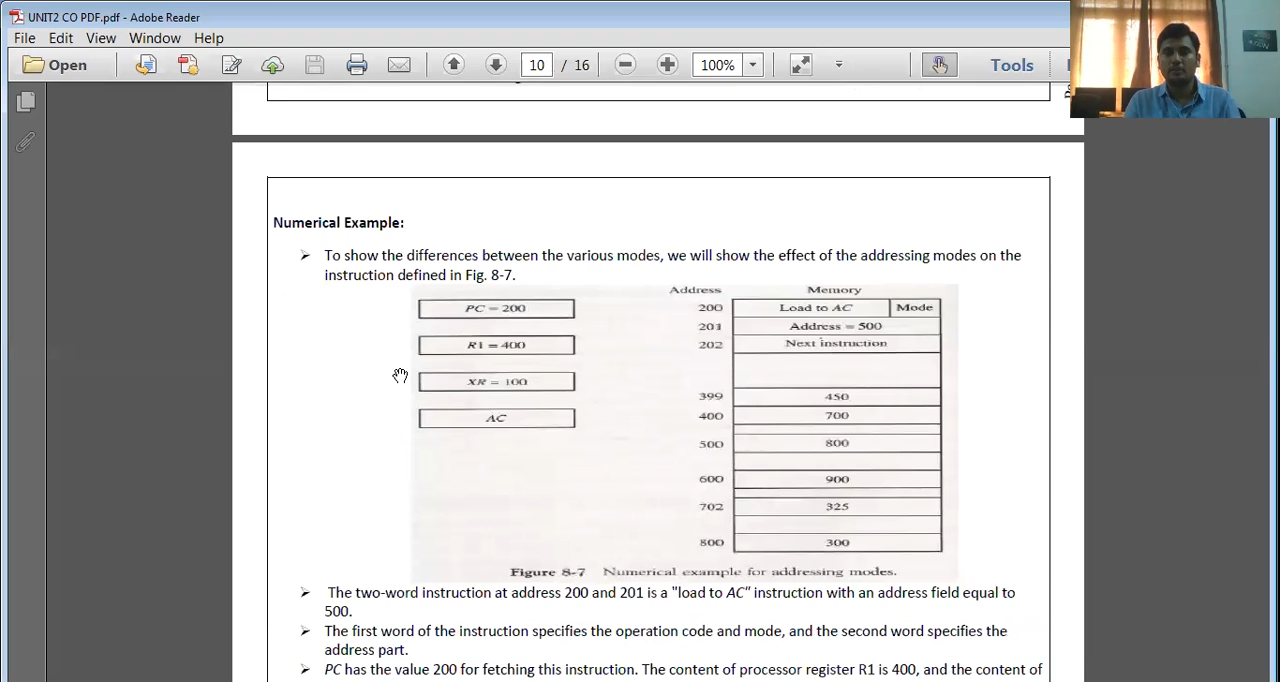 UNIT2 CO PDF.pdf - Adobe Reader
File Edit View Window Help
Open 10 / 16 100% Tools
Numerical Example:
➢ To show the differences between the various modes, we will show the effect of the addressing modes on the
instruction defined in Fig. 8-7.
Address Memory
PC = 200 200 Load to AC Mode
201 Address = 500
R1 = 400 202 Next instruction
XR = 100
399 450
AC 400 700
500 800
600 900
702 325
800 300
Figure 8-7 Numerical example for addressing modes.
➢ The two-word instruction at address 200 and 201 is a "load to AC" instruction with an address field equal to
500.
➢ The first word of the instruction specifies the operation code and mode, and the second word specifies the
address part.
➢ PC has the value 200 for fetching this instruction. The content of processor register R1 is 400, and the content of